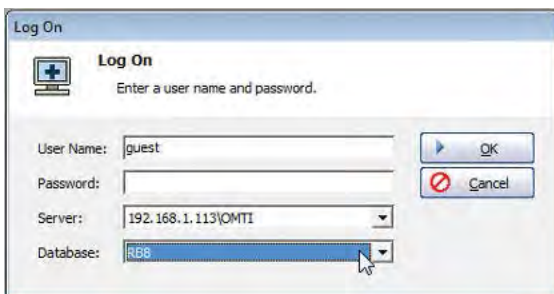 Log On
Log On
Enter a user name and password.
User Name: guest
OK
Password:
Cancel
Server: 192.168.1.113\OMTI
Database: RB8